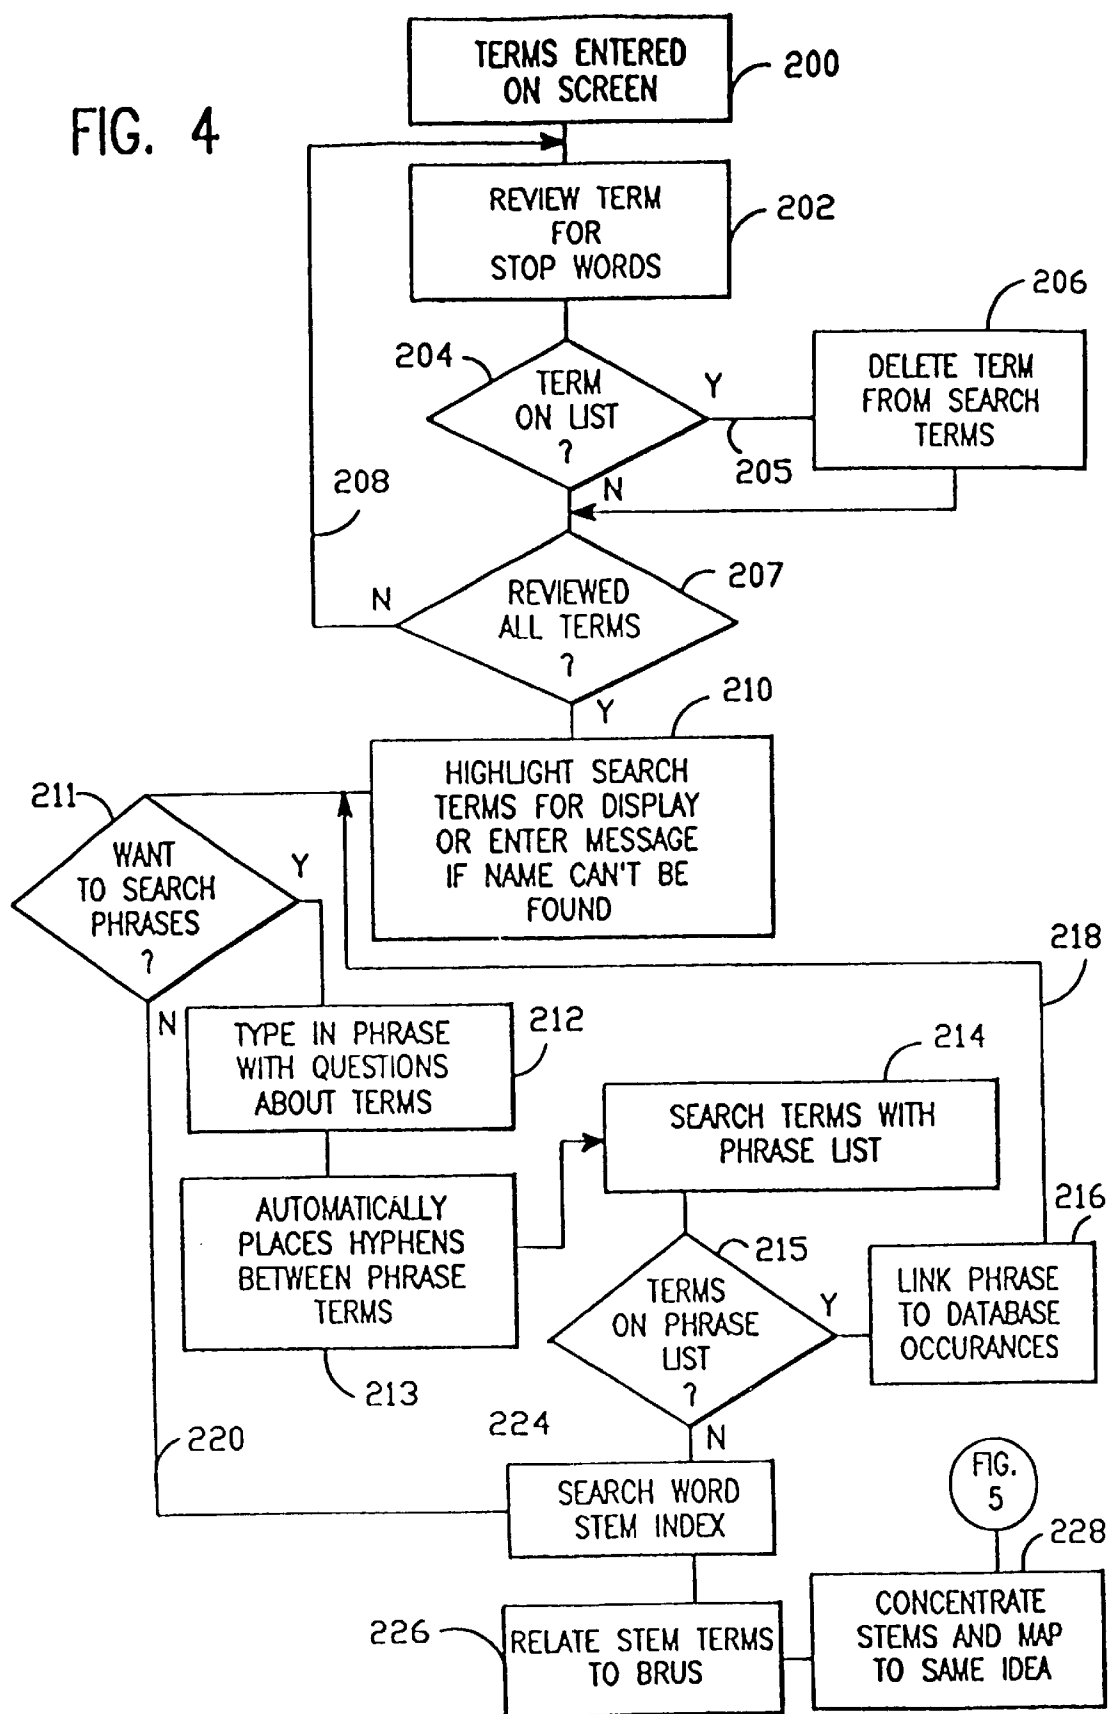 FIG. 4
TERMS ENTERED
ON SCREEN
200
REVIEW TERM
FOR
STOP WORDS
202
204
TERM
ON LIST
?
Y
N
205
206
DELETE TERM
FROM SEARCH
TERMS
208
N
REVIEWED
ALL TERMS
?
207
Y
210
HIGHLIGHT SEARCH
TERMS FOR DISPLAY
OR ENTER MESSAGE
IF NAME CAN'T BE
FOUND
211
WANT
TO SEARCH
PHRASES
?
Y
N
218
TYPE IN PHRASE
WITH QUESTIONS
ABOUT TERMS
212
214
SEARCH TERMS WITH
PHRASE LIST
AUTOMATICALLY
PLACES HYPHENS
BETWEEN PHRASE
TERMS
213
215
TERMS
ON PHRASE
LIST
?
Y
N
216
LINK PHRASE
TO DATABASE
OCCURANCES
220
224
SEARCH WORD
STEM INDEX
FIG.
5
226
RELATE STEM TERMS
TO BRUS
228
CONCENTRATE
STEMS AND MAP
TO SAME IDEA